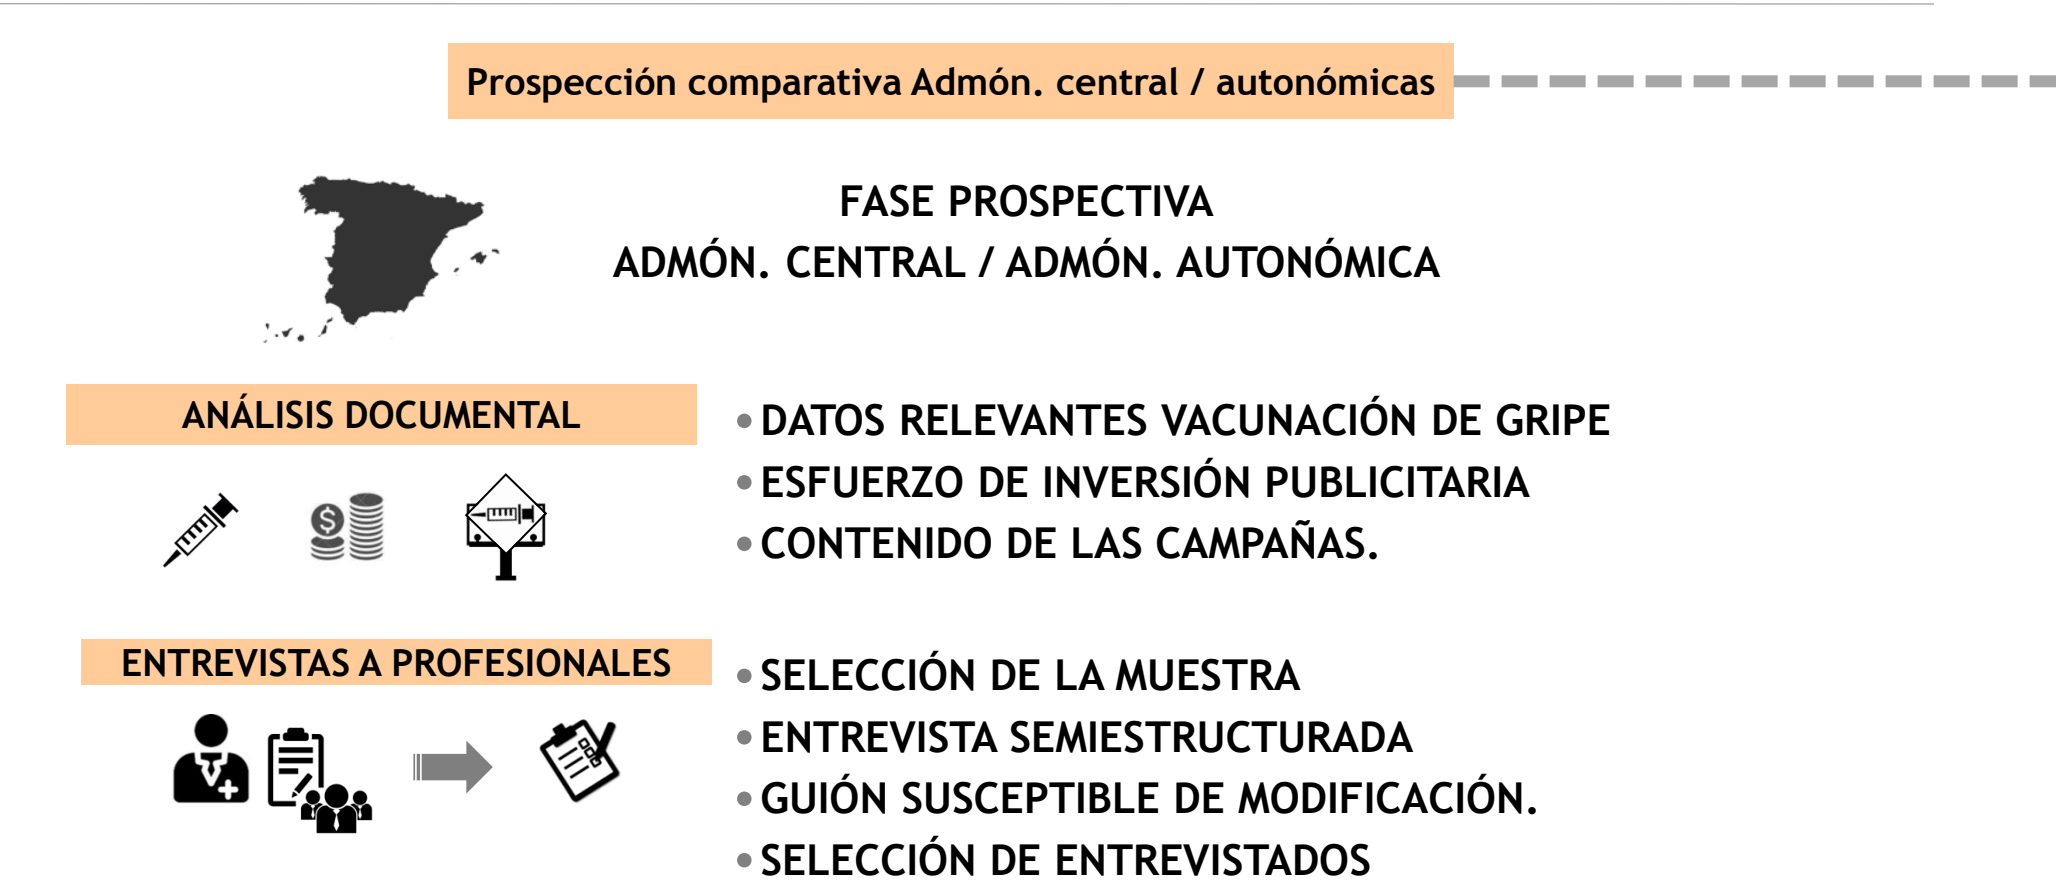 Prospección comparativa Admón. central / autonómicas
FASE PROSPECTIVA
ADMÓN. CENTRAL / ADMÓN. AUTONÓMICA
ANÁLISIS DOCUMENTAL
• DATOS RELEVANTES VACUNACIÓN DE GRIPE
• ESFUERZO DE INVERSIÓN PUBLICITARIA
• CONTENIDO DE LAS CAMPAÑAS.
ENTREVISTAS A PROFESIONALES
• SELECCIÓN DE LA MUESTRA
• ENTREVISTA SEMIESTRUCTURADA
• GUIÓN SUSCEPTIBLE DE MODIFICACIÓN.
• SELECCIÓN DE ENTREVISTADOS